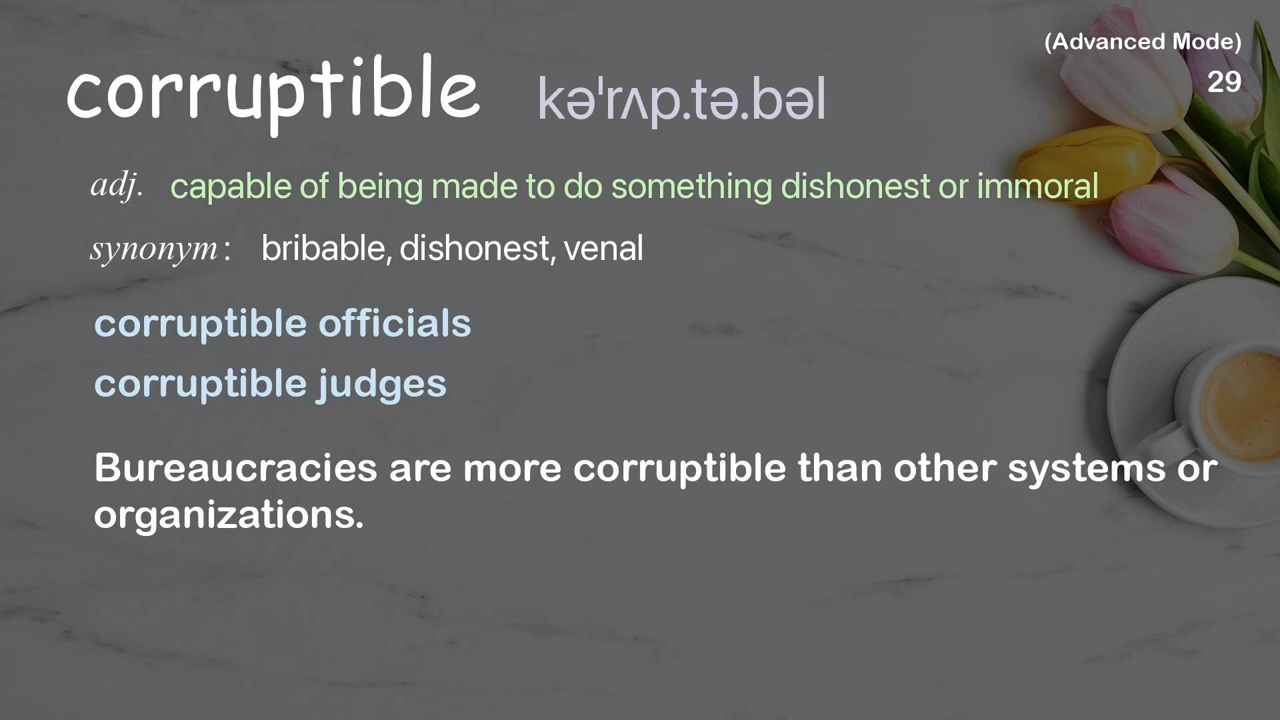 (Advanced Mode)
29
corruptible kəˈrʌp.tə.bəl
adj. capable of being made to do something dishonest or immoral
synonym: bribable, dishonest, venal
corruptible officials
corruptible judges
Bureaucracies are more corruptible than other systems or
organizations.